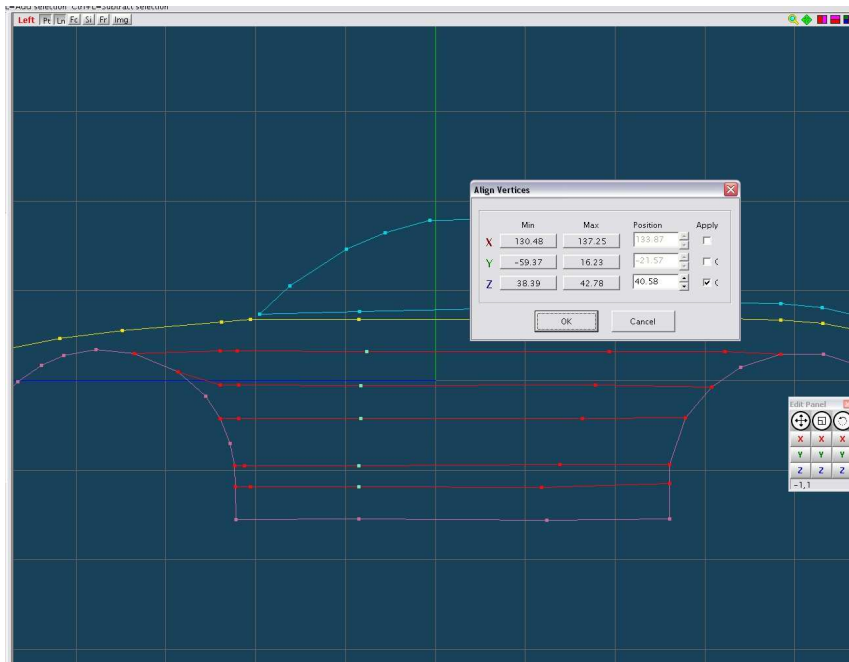 L=Add selection Ctrl+L=Subtract selection
Left Pt Ln Fc Si Fr Img
Align Vertices
Min Max Position Apply
X 130.48 137.25 133.87
Y -59.37 16.23 -21.57 C
Z 38.39 42.78 40.58 C
OK Cancel
Edit Panel
X X X
Y Y Y
Z Z Z
-1,1